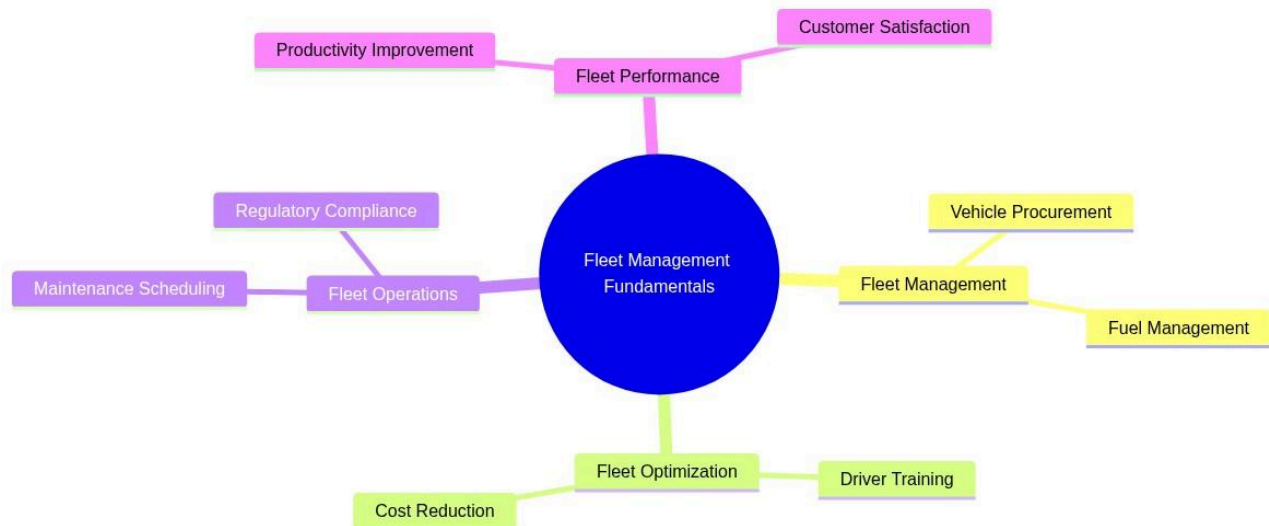 Customer Satisfaction
Productivity Improvement
Fleet Performance
Regulatory Compliance
Vehicle Procurement
Fleet Management
Fundamentals
Maintenance Scheduling
Fleet Operations
Fleet Management
Fuel Management
Fleet Optimization
Driver Training
Cost Reduction